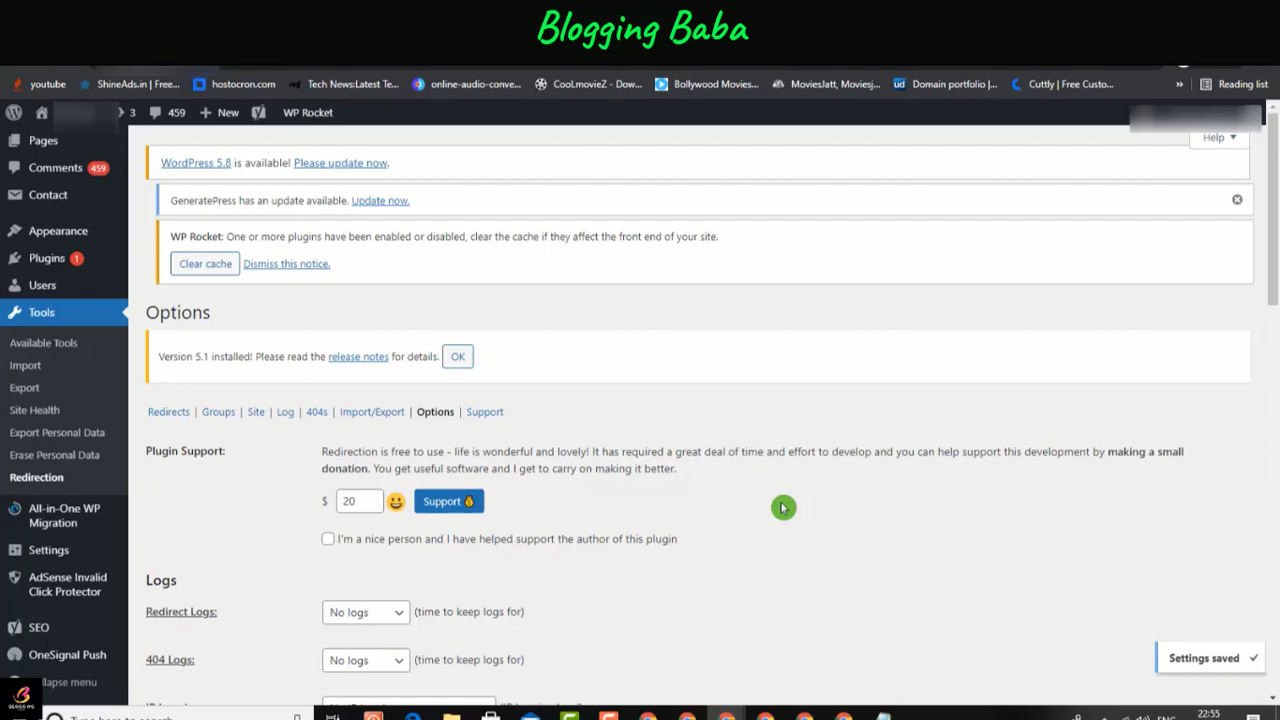 Blogging Baba
youtube
ShineAds.in | Free...
hostocron.com
Tech News:Latest Te...
online-audio-conve...
CooLmovieZ - Dow...
Bollywood Movies...
MoviesJatt, Moviesj...
Domain portfolio |...
Cuttly | Free Custo...
»
Reading list
3
459
+ New
WP Rocket
Help
Pages
Comments 459
Contact
Appearance
Plugins 1
Users
Tools
Available Tools
Import
Export
Site Health
Export Personal Data
Erase Personal Data
Redirection
All-in-One WP
Migration
Settings
AdSense Invalid
Click Protector
SEO
OneSignal Push
llapse menu
WordPress 5.8 is available! Please update now.
GeneratePress has an update available. Update now.
WP Rocket: One or more plugins have been enabled or disabled, clear the cache if they affect the front end of your site.
Clear cache Dismiss this notice.
Options
Version 5.1 installed! Please read the release notes for details. OK
Redirects | Groups | Site | Log | 404s | Import/Export | Options | Support
Plugin Support:
Redirection is free to use - life is wonderful and lovely! It has required a great deal of time and effort to develop and you can help support this development by making a small
donation. You get useful software and I get to carry on making it better.
$ 20 Support
I'm a nice person and I have helped support the author of this plugin
Logs
Redirect Logs: No logs (time to keep logs for)
404 Logs: No logs (time to keep logs for)
Settings saved ✓
BLOGGING
Type here to search
ENG
22:55